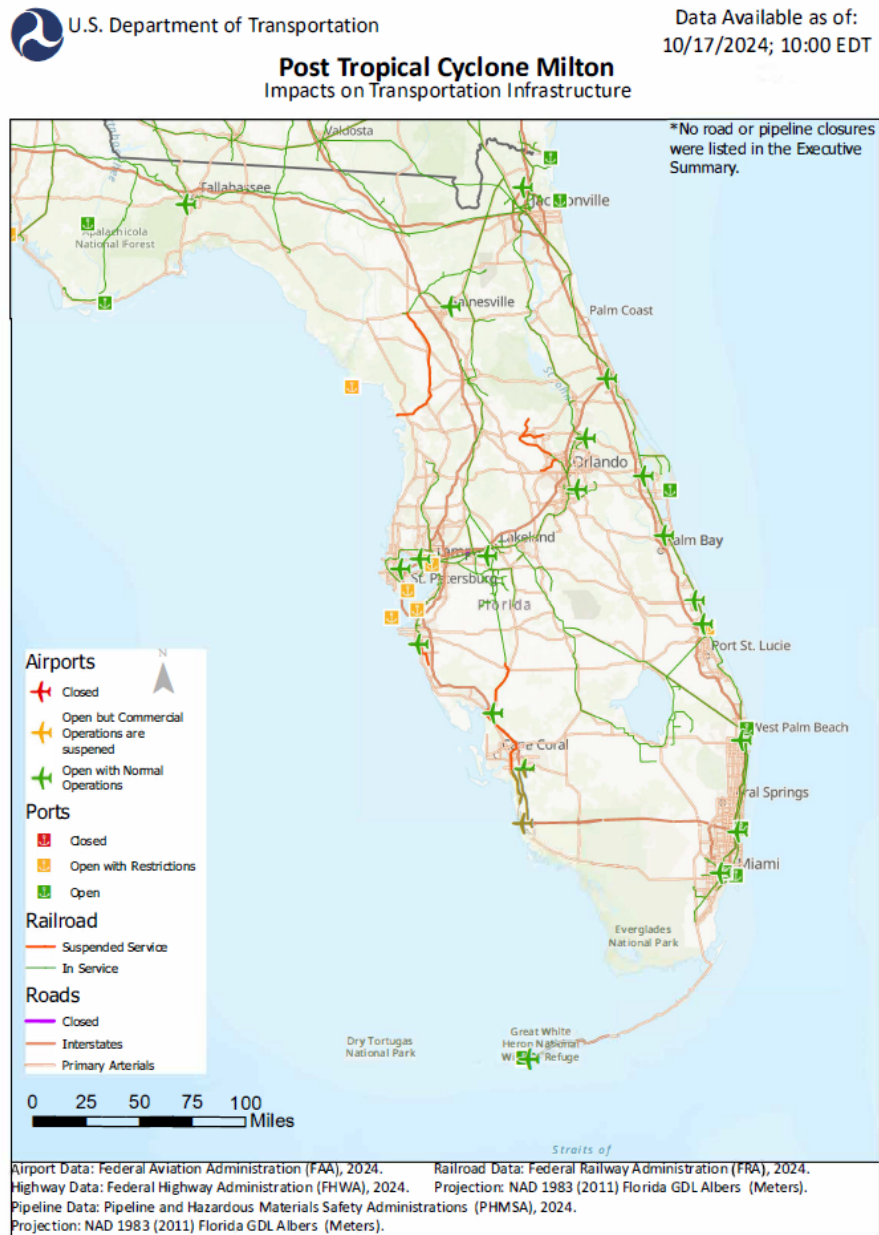 U.S. Department of Transportation
Data Available as of:
10/17/2024; 10:00 EDT
Post Tropical Cyclone Milton
Impacts on Transportation Infrastructure
*No road or pipeline closures
were listed in the Executive
Summary.
Valdosta
Tallahassee
Apalachicola
National Forest
Gainesville
Palm Coast
St. John
Orlando
Lakeland
St. Petersburg
Florida
Port St. Lucie
West Palm Beach
Cape Coral
Miami
Everglades
National Park
Dry Tortugas
National Park
Great White
Heron National
Refuge
Straits of
Airports
N
Closed
Open but Commercial
Operations are
suspended
Open with Normal
Operations
Ports
Closed
Open with Restrictions
Open
Railroad
Suspended Service
In Service
Roads
Closed
Interstates
Primary Arterials
0 25 50 75 100
Miles
Airport Data: Federal Aviation Administration (FAA), 2024. Railroad Data: Federal Railway Administration (FRA), 2024.
Highway Data: Federal Highway Administration (FHWA), 2024. Projection: NAD 1983 (2011) Florida GDL Albers (Meters).
Pipeline Data: Pipeline and Hazardous Materials Safety Administrations (PHMSA), 2024.
Projection: NAD 1983 (2011) Florida GDL Albers (Meters).